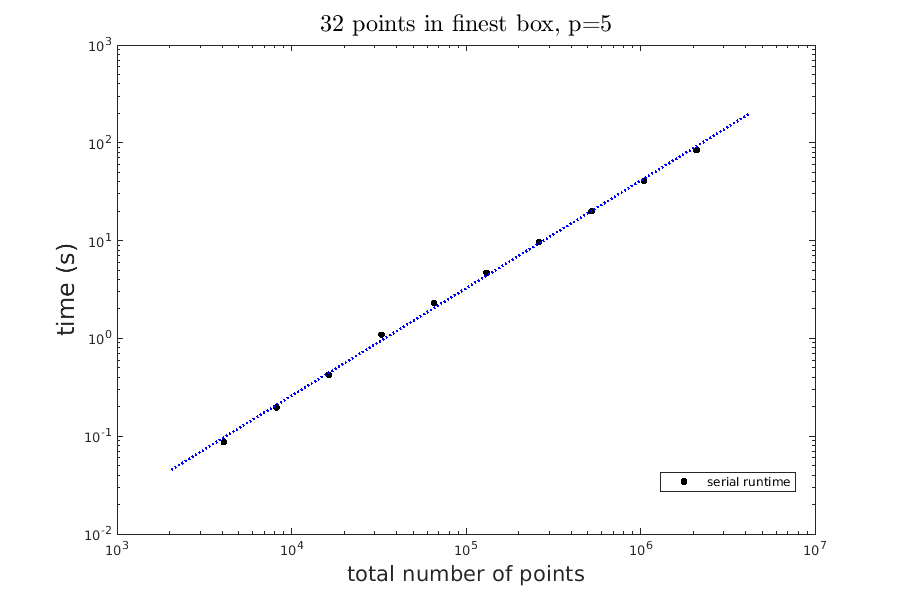 32 points in finest box, p=5
10^3
10^2
10^1
10^0
10^-1
10^-2
time (s)
serial runtime
10^3 10^4 10^5 10^6 10^7
total number of points